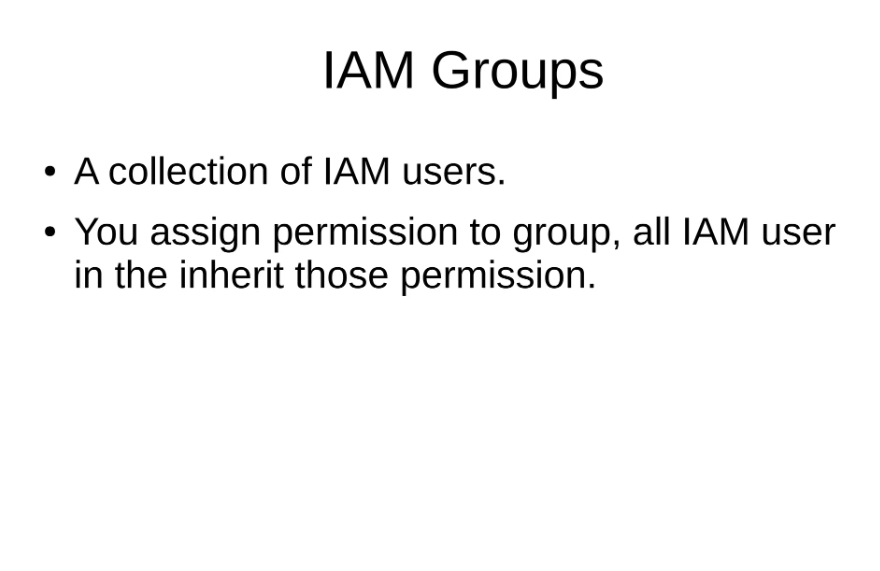 IAM Groups
• A collection of IAM users.
• You assign permission to group, all IAM user
in the inherit those permission.